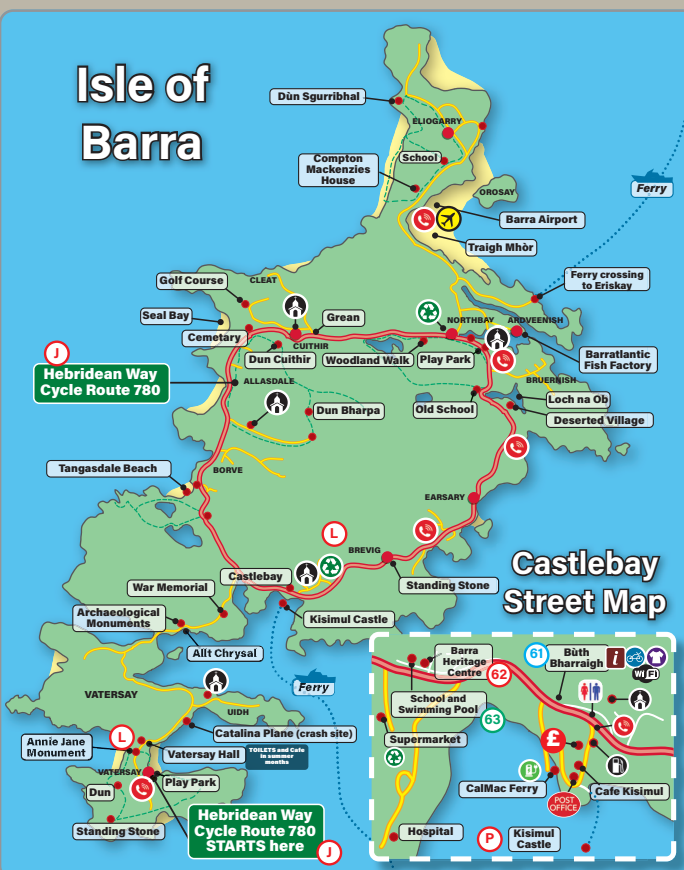 Isle of
Barra
Dùn Sgurribhal
ELIOGARRY
School
Compton
Mackenzies
House
OROSAY
Ferry
Barra Airport
Traigh Mhòr
Golf Course
CLEAT
Ferry crossing
to Eriskay
Seal Bay
Grean
NORTHBAY
ARDVEENISH
Cemetary
CUITHIR
Dun Cuithir
Woodland Walk
Play Park
Barratlantic
Fish Factory
J
Hebridean Way
Cycle Route 780
ALLASDALE
BRUERNISH
Loch na Ob
Dun Bharpa
Old School
Deserted Village
Tangasdale Beach
BORVE
EARSARY
L
BREVIG
Castlebay
Street Map
Castlebay
Standing Stone
War Memorial
Kisimul Castle
Archaeological
Monuments
Allt Chrysal
Ferry
VATERSAY
UIDH
Catalina Plane (crash site)
L
Annie Jane
Monument
Vatersay Hall
TOILETS and Cafe
in summer
months
VATERSAY
Play Park
Dun
Standing Stone
Hebridean Way
Cycle Route 780
STARTS here
J
Barra
Heritage
Centre
61
Bùth
Bharraigh
i
WiFi
62
School and
Swimming Pool
63
Supermarket
£
CalMac Ferry
Cafe Kisimul
POST
OFFICE
Hospital
P
Kisimul
Castle